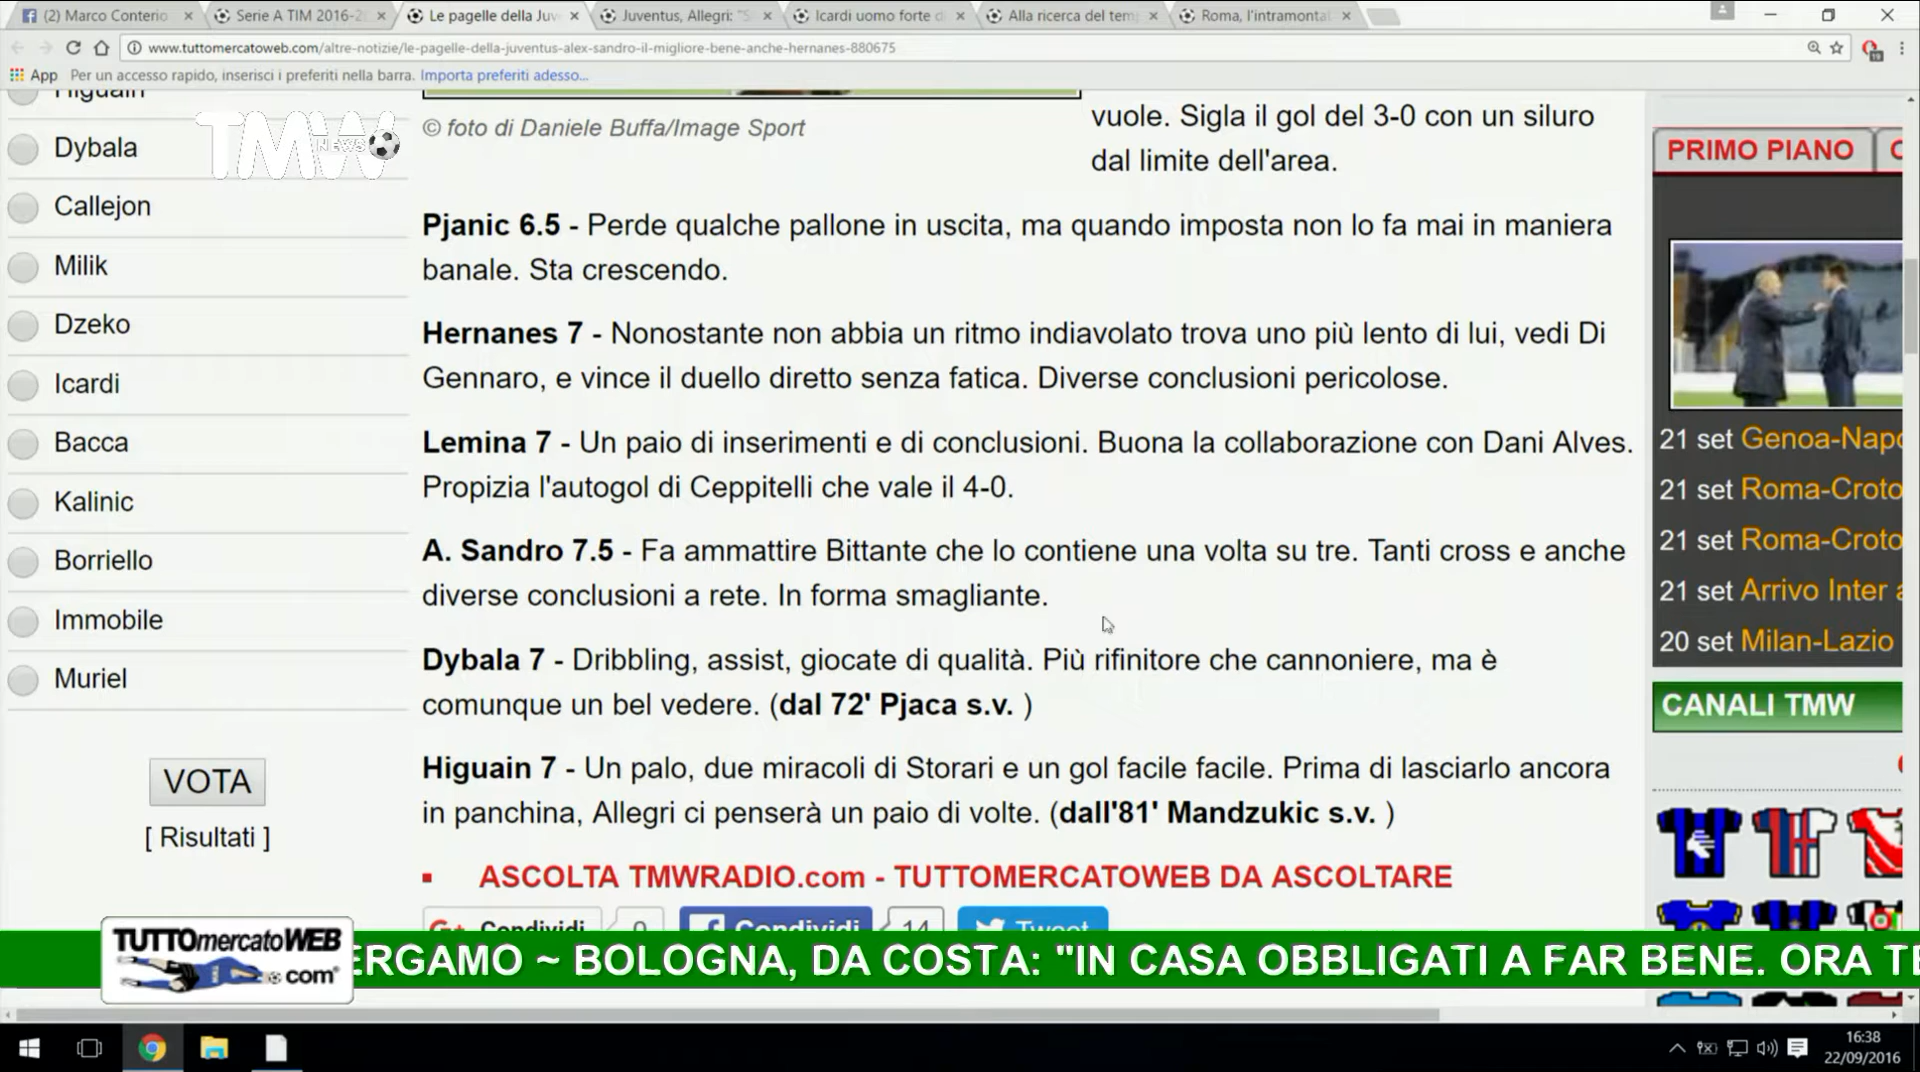 (2) Marco Conterio
Serie A TIM 2016-2
Le pagelle della Juv
Juventus, Allegri: "S
Icardi uomo forte d
Alla ricerca del temp
Roma, l'intramontal
www.tuttomercatoweb.com/altre-notizie/le-pagelle-della-juventus-alex-sandro-il-migliore-bene-anche-hernanes-880675
App Per un accesso rapido, inserisci i preferiti nella barra. Importa preferiti adesso...
Higuain
Dybala
Callejon
Milik
Dzeko
Icardi
Bacca
Kalinic
Borriello
Immobile
Muriel
VOTA
[ Risultati ]
TMW
NEWS
© foto di Daniele Buffa/Image Sport
vuole. Sigla il gol del 3-0 con un siluro
dal limite dell'area.
Pjanic 6.5 - Perde qualche pallone in uscita, ma quando imposta non lo fa mai in maniera
banale. Sta crescendo.
Hernanes 7 - Nonostante non abbia un ritmo indiavolato trova uno più lento di lui, vedi Di
Gennaro, e vince il duello diretto senza fatica. Diverse conclusioni pericolose.
Lemina 7 - Un paio di inserimenti e di conclusioni. Buona la collaborazione con Dani Alves.
Propizia l'autogol di Ceppitelli che vale il 4-0.
A. Sandro 7.5 - Fa ammattire Bittante che lo contiene una volta su tre. Tanti cross e anche
diverse conclusioni a rete. In forma smagliante.
Dybala 7 - Dribbling, assist, giocate di qualità. Più rifinitore che cannoniere, ma è
comunque un bel vedere. (dal 72' Pjaca s.v. )
Higuain 7 - Un palo, due miracoli di Storari e un gol facile facile. Prima di lasciarlo ancora
in panchina, Allegri ci penserà un paio di volte. (dall'81' Mandzukic s.v. )
ASCOLTA TMWRADIO.com - TUTTOMERCATOWEB DA ASCOLTARE
Condividi 0 Condividi 14 Tweet
PRIMO PIANO
21 set Genoa-Napo
21 set Roma-Croto
21 set Roma-Croto
21 set Arrivo Inter a
20 set Milan-Lazio
CANALI TMW
TUTTOmercatoWEB
.com
ERGAMO ~ BOLOGNA, DA COSTA: "IN CASA OBBLIGATI A FAR BENE. ORA TE
16:38
22/09/2016